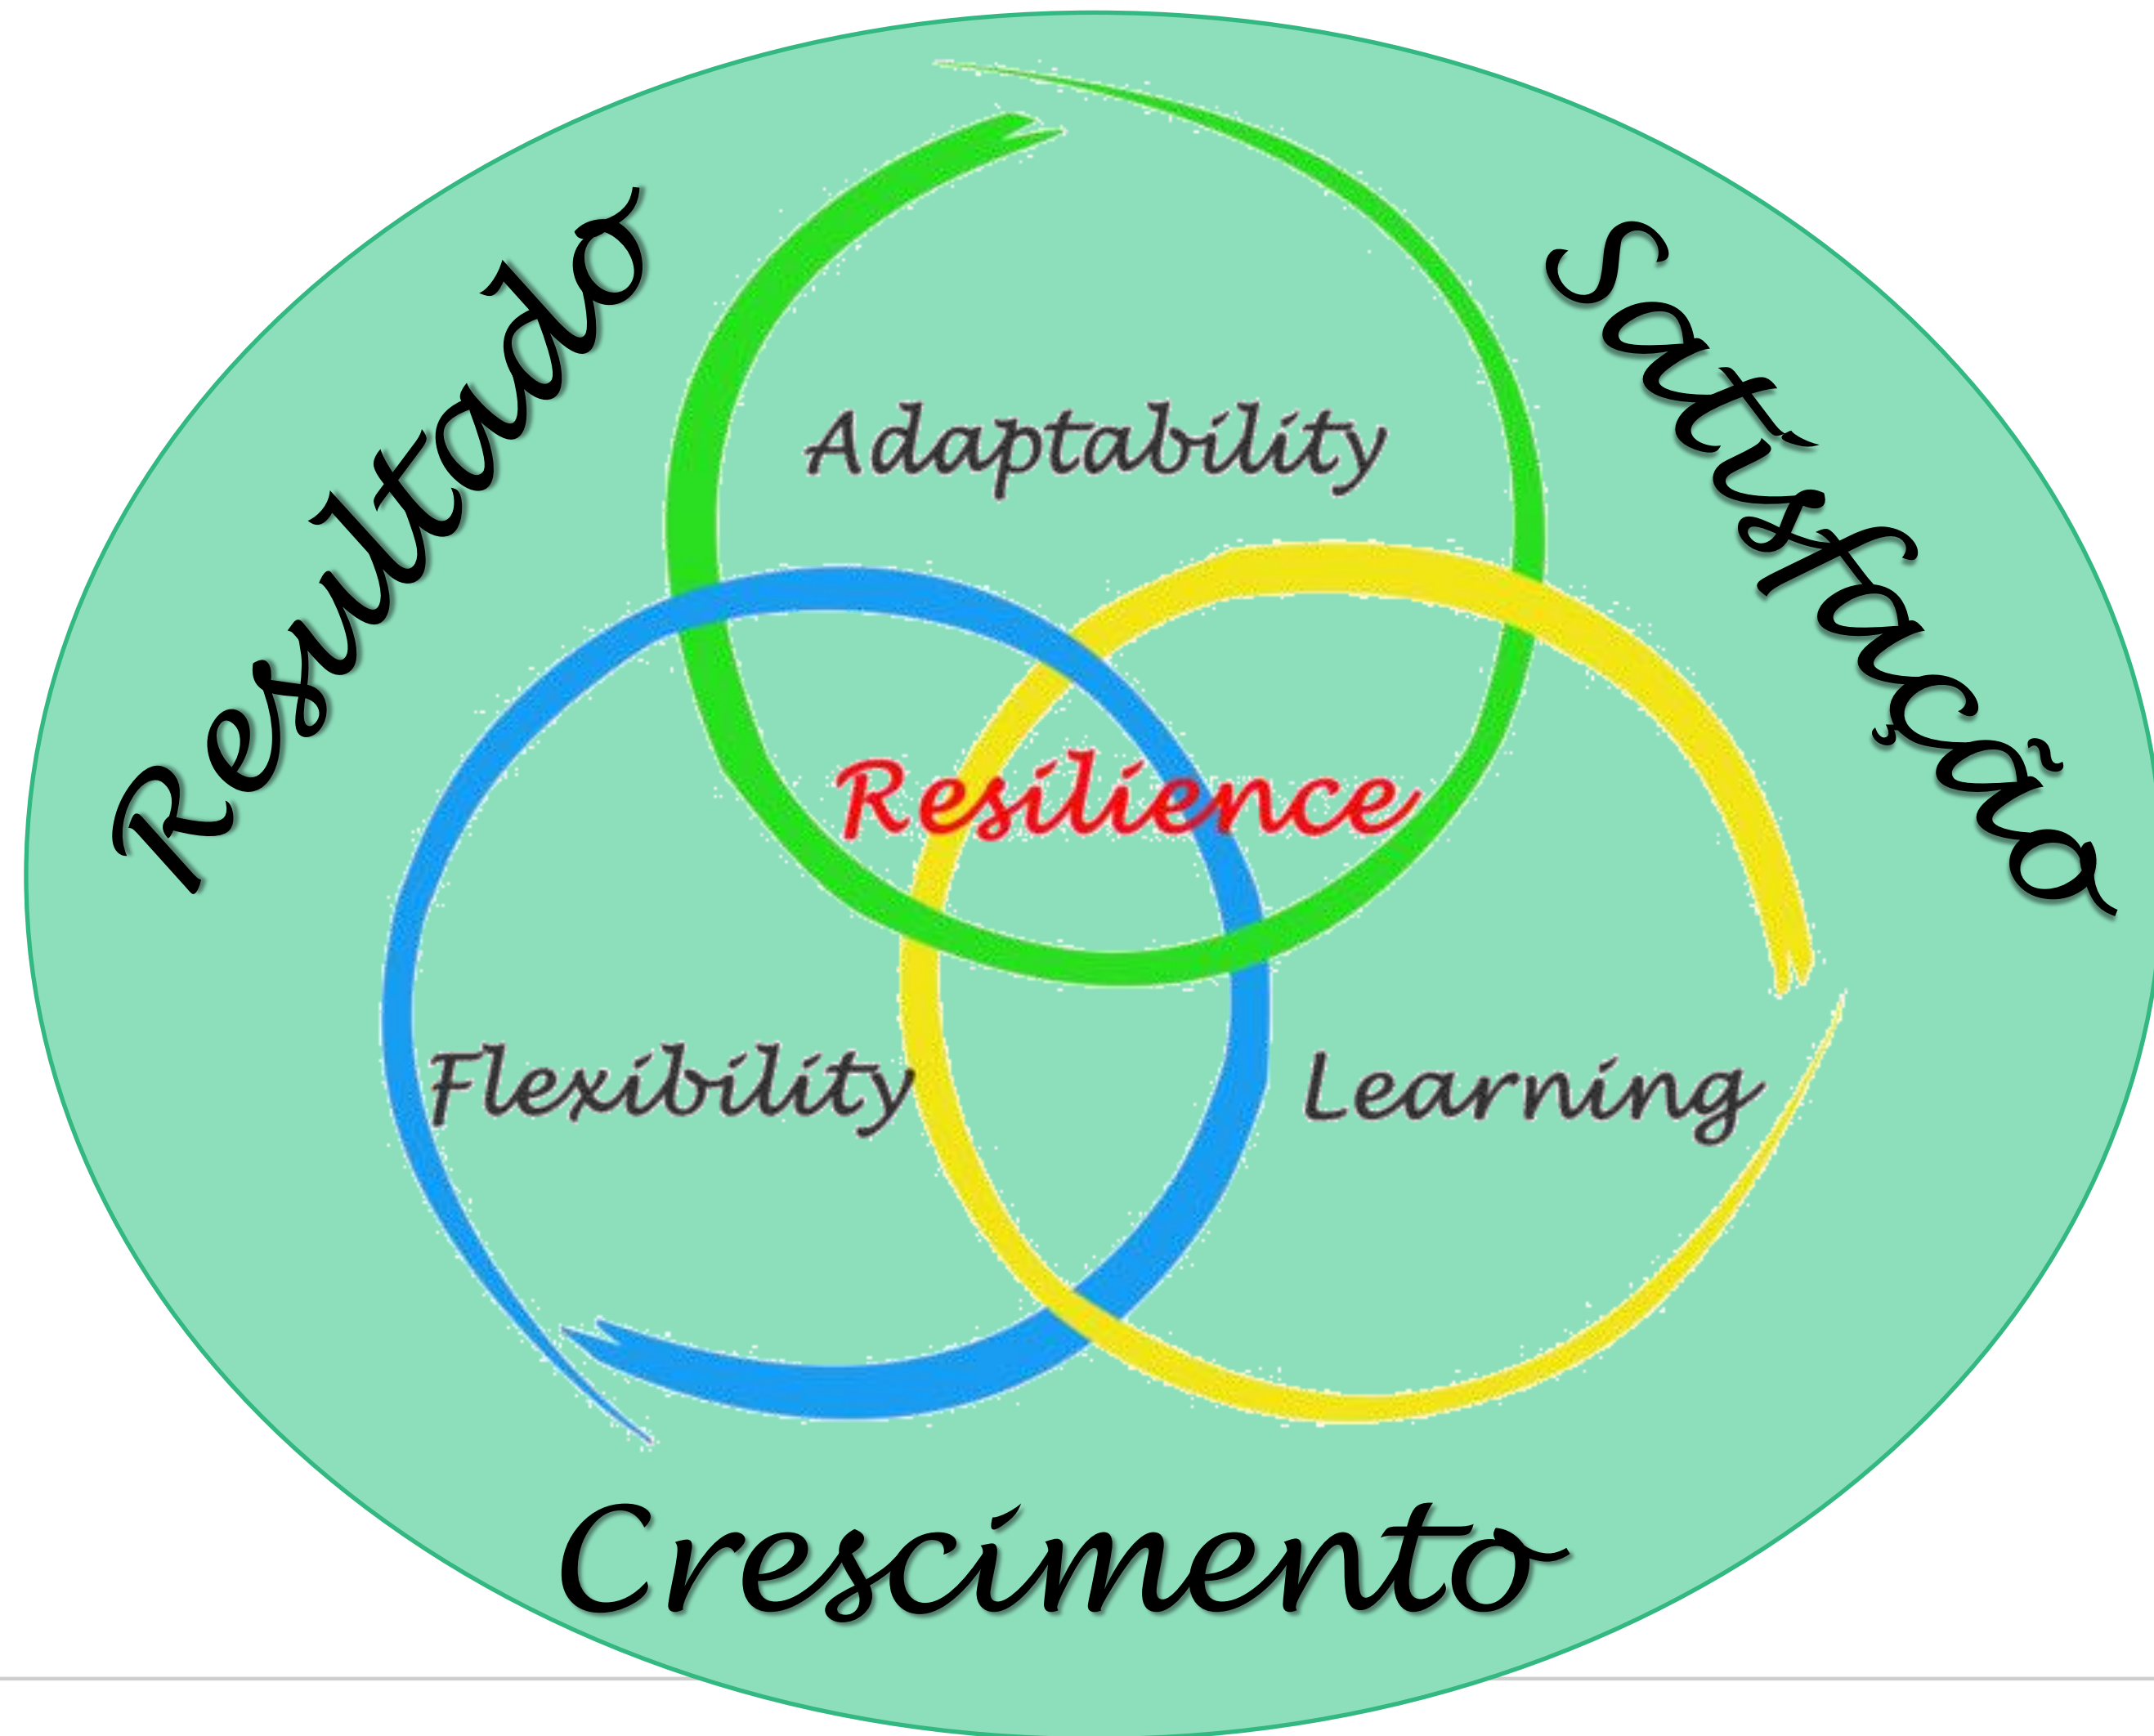 Resultado
Satisfação
Adaptability
Resilience
Flexibility
Learning
Crescimento